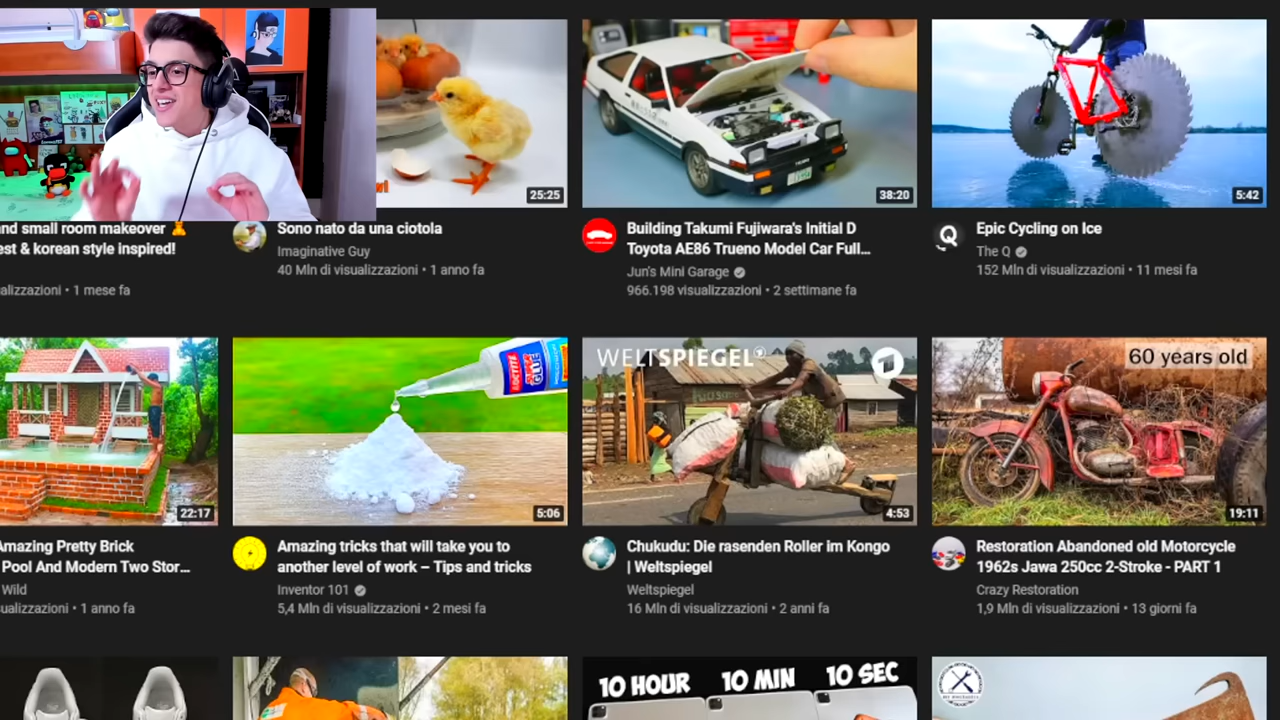 25:25
38:20
5:42
and small room makeover
est & korean style inspired!
alizzazioni • 1 mese fa
Sono nato da una ciotola
Imaginative Guy
40 Mln di visualizzazioni • 1 anno fa
Building Takumi Fujiwara's Initial D
Toyota AE86 Trueno Model Car Full...
Jun's Mini Garage
966.198 visualizzazioni • 2 settimane fa
Q
Epic Cycling on Ice
The Q
152 Mln di visualizzazioni • 11 mesi fa
22:17
LOCTITE
GLUE
5:06
WELTSPIEGEL
4:53
60 years old
19:11
Amazing Pretty Brick
Pool And Modern Two Stor...
Wild
ualizzazioni • 1 anno fa
Amazing tricks that will take you to
another level of work – Tips and tricks
Inventor 101
5,4 Mln di visualizzazioni • 2 mesi fa
Chukudu: Die rasenden Roller im Kongo
| Weltspiegel
Weltspiegel
16 Mln di visualizzazioni • 2 anni fa
Restoration Abandoned old Motorcycle
1962s Jawa 250cc 2-Stroke - PART 1
Crazy Restoration
1,9 Mln di visualizzazioni • 13 giorni fa
10 HOUR
10 MIN
10 SEC